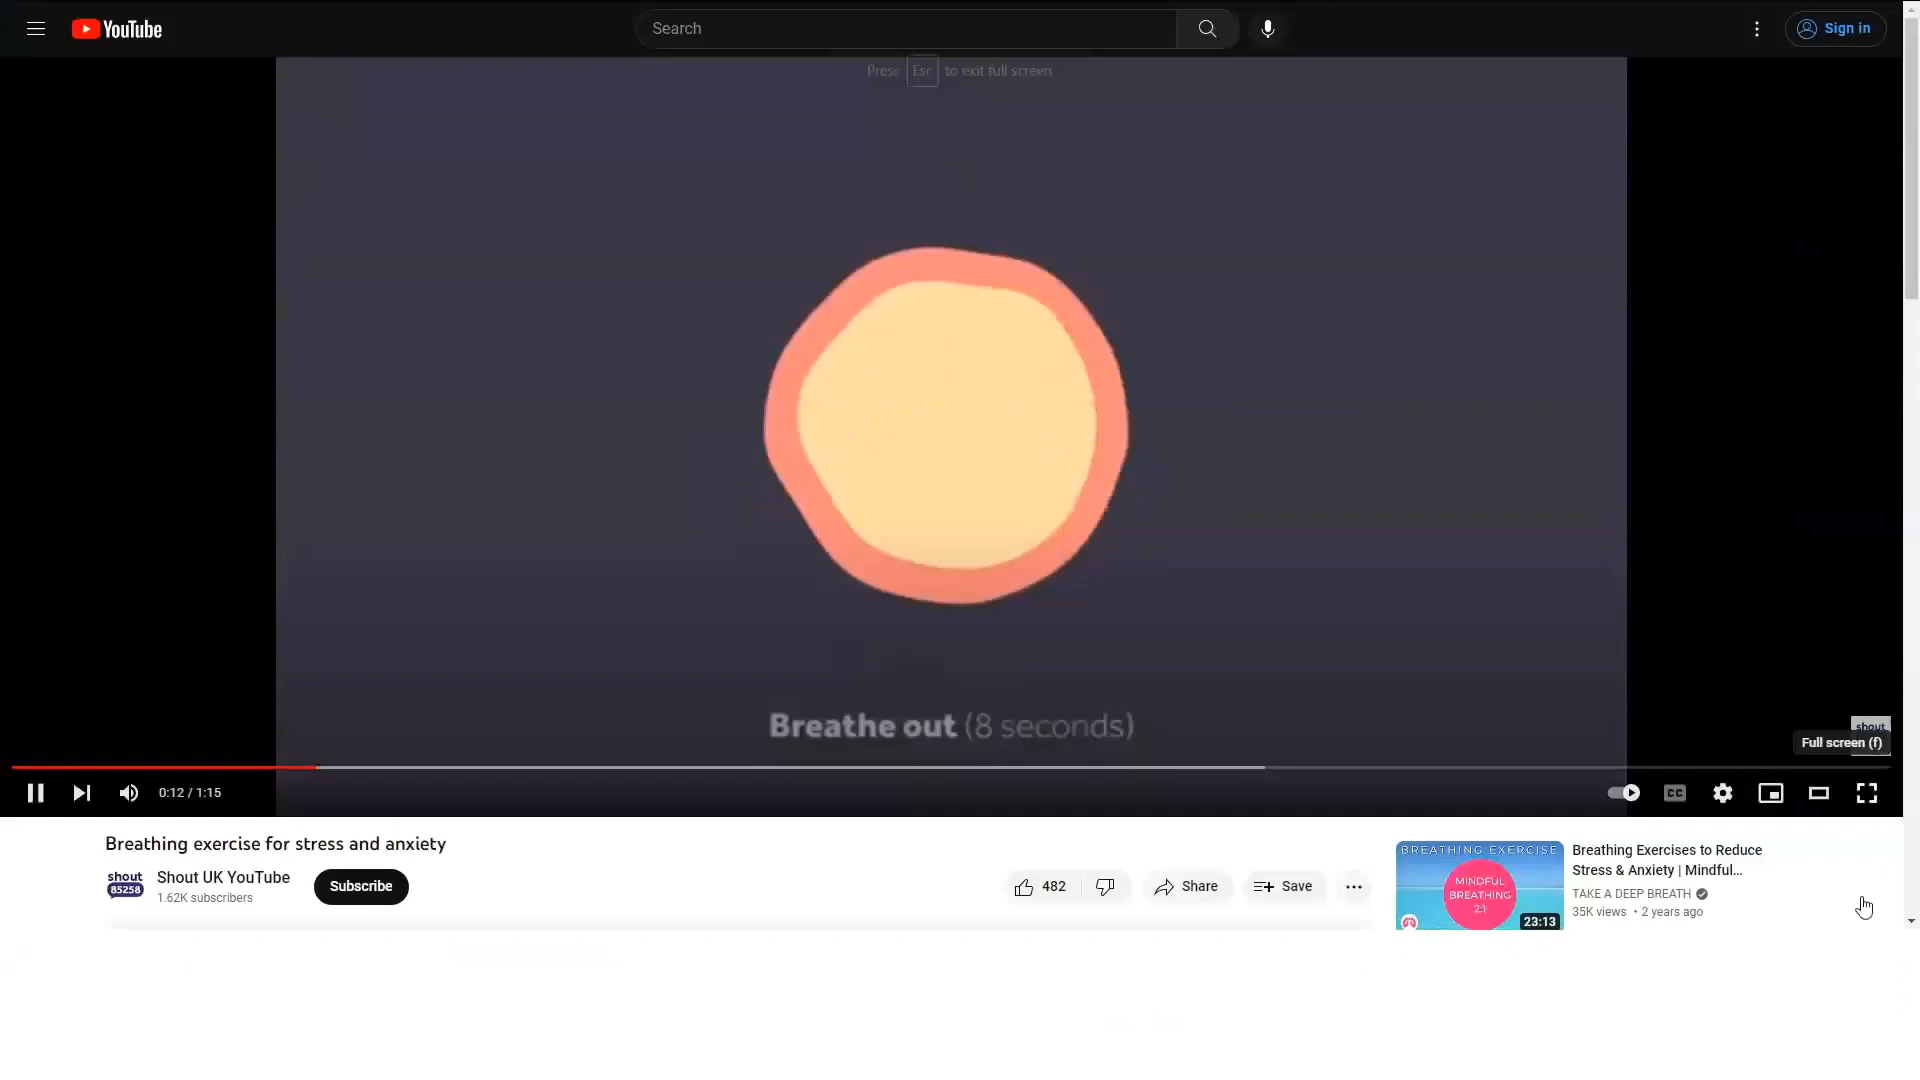 YouTube
Search
Sign in
Press Esc to exit full screen
Breathe out (8 seconds)
shout
Full screen (f)
0:12 / 1:15
CC
Breathing exercise for stress and anxiety
shout
85258
Shout UK YouTube
1.62K subscribers
Subscribe
482
Share
Save
BREATHING EXERCISE
MINDFUL
BREATHING
2:1
23:13
Breathing Exercises to Reduce
Stress & Anxiety | Mindful...
TAKE A DEEP BREATH
35K views • 2 years ago